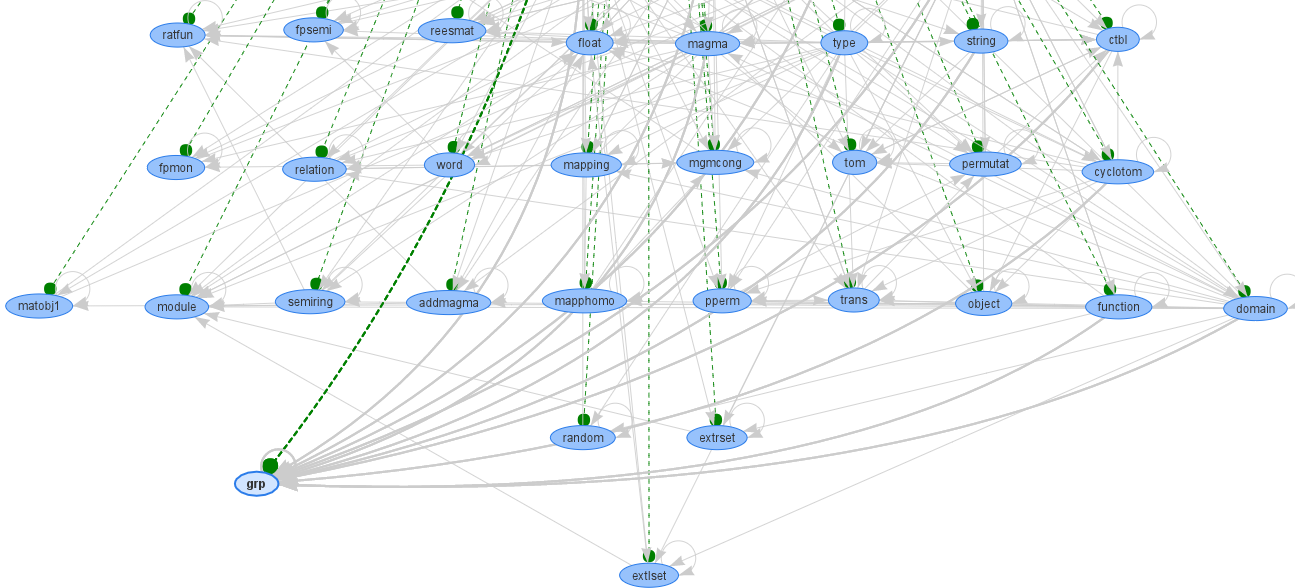 ratfun
fpsemi
reesmat
float
magma
type
string
ctbl
fpmon
relation
word
mapping
mgmcong
tom
permutat
cyclotom
matobj1
module
semiring
addmagma
mapphomo
pperm
trans
object
function
domain
random
extrset
grp
extlset